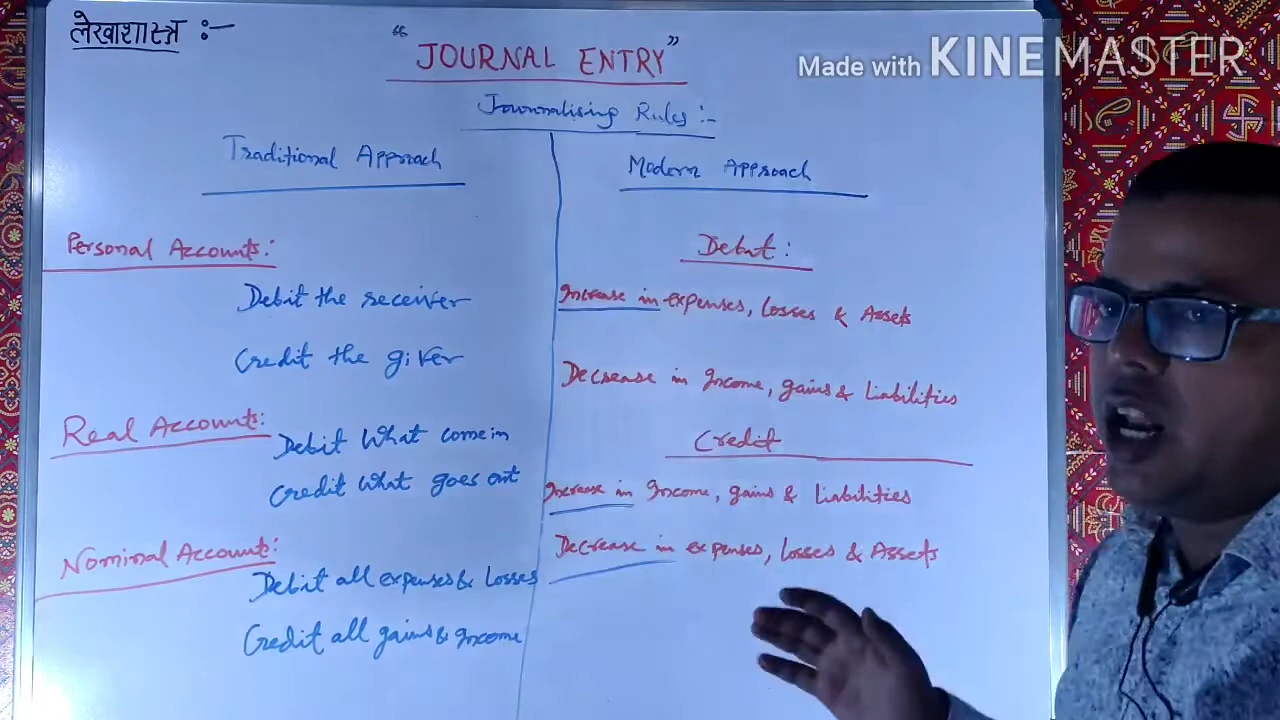 लेखाशास्त्र :-
"JOURNAL ENTRY"
Made with KINEMASTER
Journalising Rules :-
Traditional Approach
Personal Accounts:
Debit the receiver
Credit the giver
Real Accounts:
Debit What come in
Credit What goes out
Nominal Accounts:
Debit all expenses & Losses
Credit all gains & Income
Modern Approach
Debit:
Increase in expenses, Losses & Assets
Decrease in Income, gains & Liabilities
Credit
Increase in Income, gains & Liabilities
Decrease in expenses, Losses & Assets